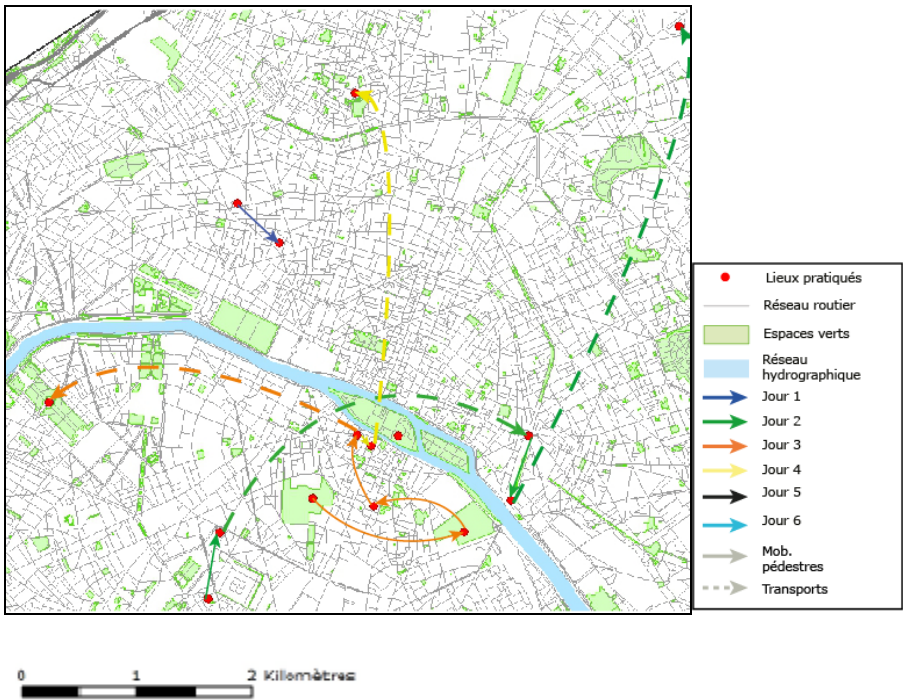 Lieux pratiqués
Réseau routier
Espaces verts
Réseau
hydrographique
Jour 1
Jour 2
Jour 3
Jour 4
Jour 5
Jour 6
Mob.
pédestres
Transports
0 1 2 Kilomètres